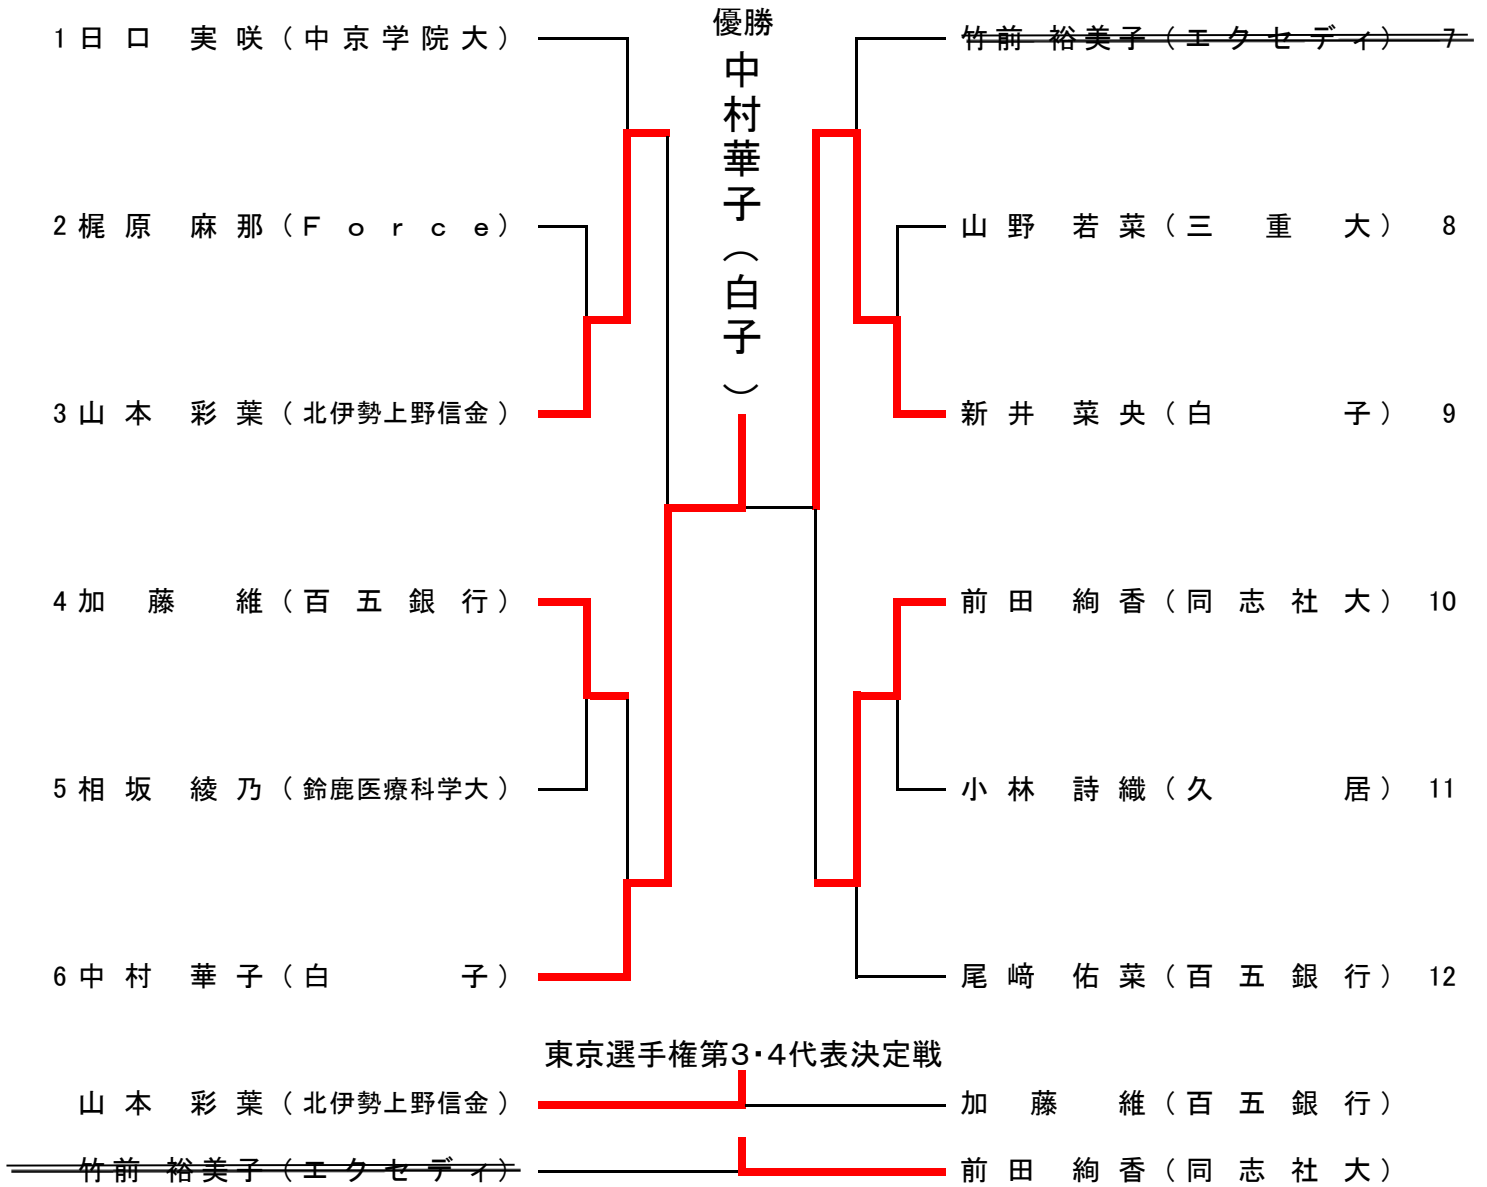 優勝
中村華子（白子）
1 日口 実咲（中京学院大）
2 梶原 麻那（Ｆｏｒｃｅ）
3 山本 彩葉（北伊勢上野信金）
4 加藤 維（百五銀行）
5 相坂 綾乃（鈴鹿医療科学大）
6 中村 華子（白子）
竹前 裕美子（エクセディ） 7
山野 若菜（三重大） 8
新井 菜央（白子） 9
前田 絢香（同志社大） 10
小林 詩織（久居） 11
尾﨑 佑菜（百五銀行） 12
東京選手権第3・4代表決定戦
山本 彩葉（北伊勢上野信金） 加藤 維（百五銀行）
竹前 裕美子（エクセディ） 前田 絢香（同志社大）